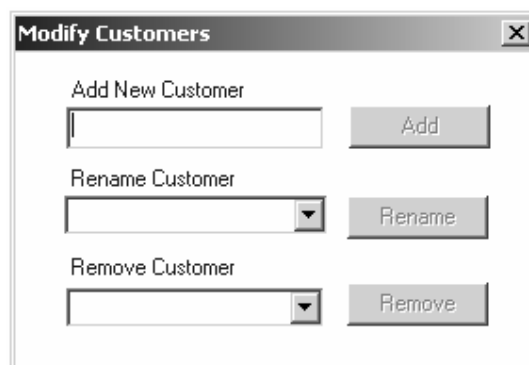 Modify Customers
Add New Customer
Add
Rename Customer
Rename
Remove Customer
Remove